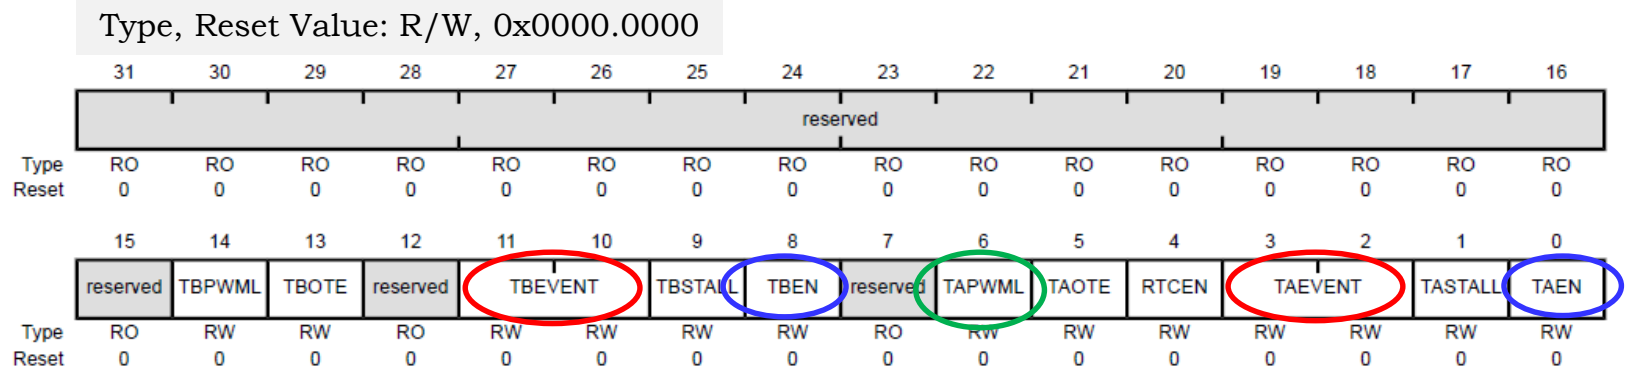 Type, Reset Value: R/W, 0x0000.0000
31 30 29 28 27 26 25 24 23 22 21 20 19 18 17 16
reserved
Type RO RO RO RO RO RO RO RO RO RO RO RO RO RO RO RO
Reset 0 0 0 0 0 0 0 0 0 0 0 0 0 0 0 0
15 14 13 12 11 10 9 8 7 6 5 4 3 2 1 0
reserved TBPWML TBOTE reserved TBEVENT TBSTALL TBEN reserved TAPWML TAOTE RTCEN TAEVENT TASTALL TAEN
Type RO RW RW RO RW RW RW RW RO RW RW RW RW RW RW RW
Reset 0 0 0 0 0 0 0 0 0 0 0 0 0 0 0 0